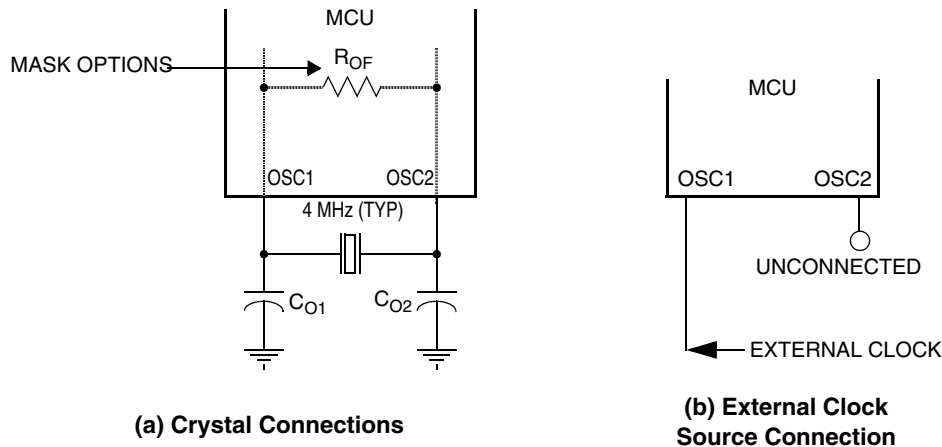 MCU
R_OF
MASK OPTIONS
OSC1 OSC2
4 MHz (TYP)
C_O1 C_O2
(a) Crystal Connections
MCU
OSC1 OSC2
UNCONNECTED
EXTERNAL CLOCK
(b) External Clock
Source Connection